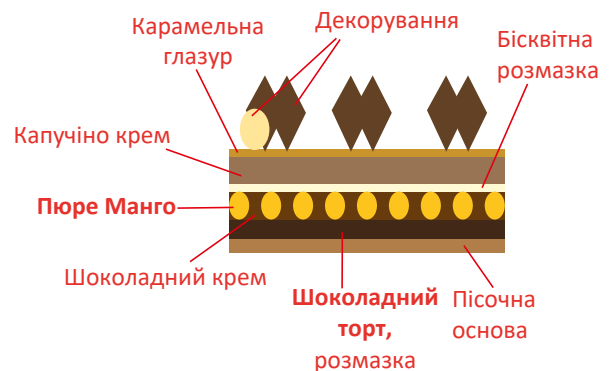 Карамельна
глазур
Декорування
Бісквітна
розмазка
Капучіно крем
Пюре Манго
Шоколадний крем
Шоколадний
торт,
розмазка
Пісочна
основа